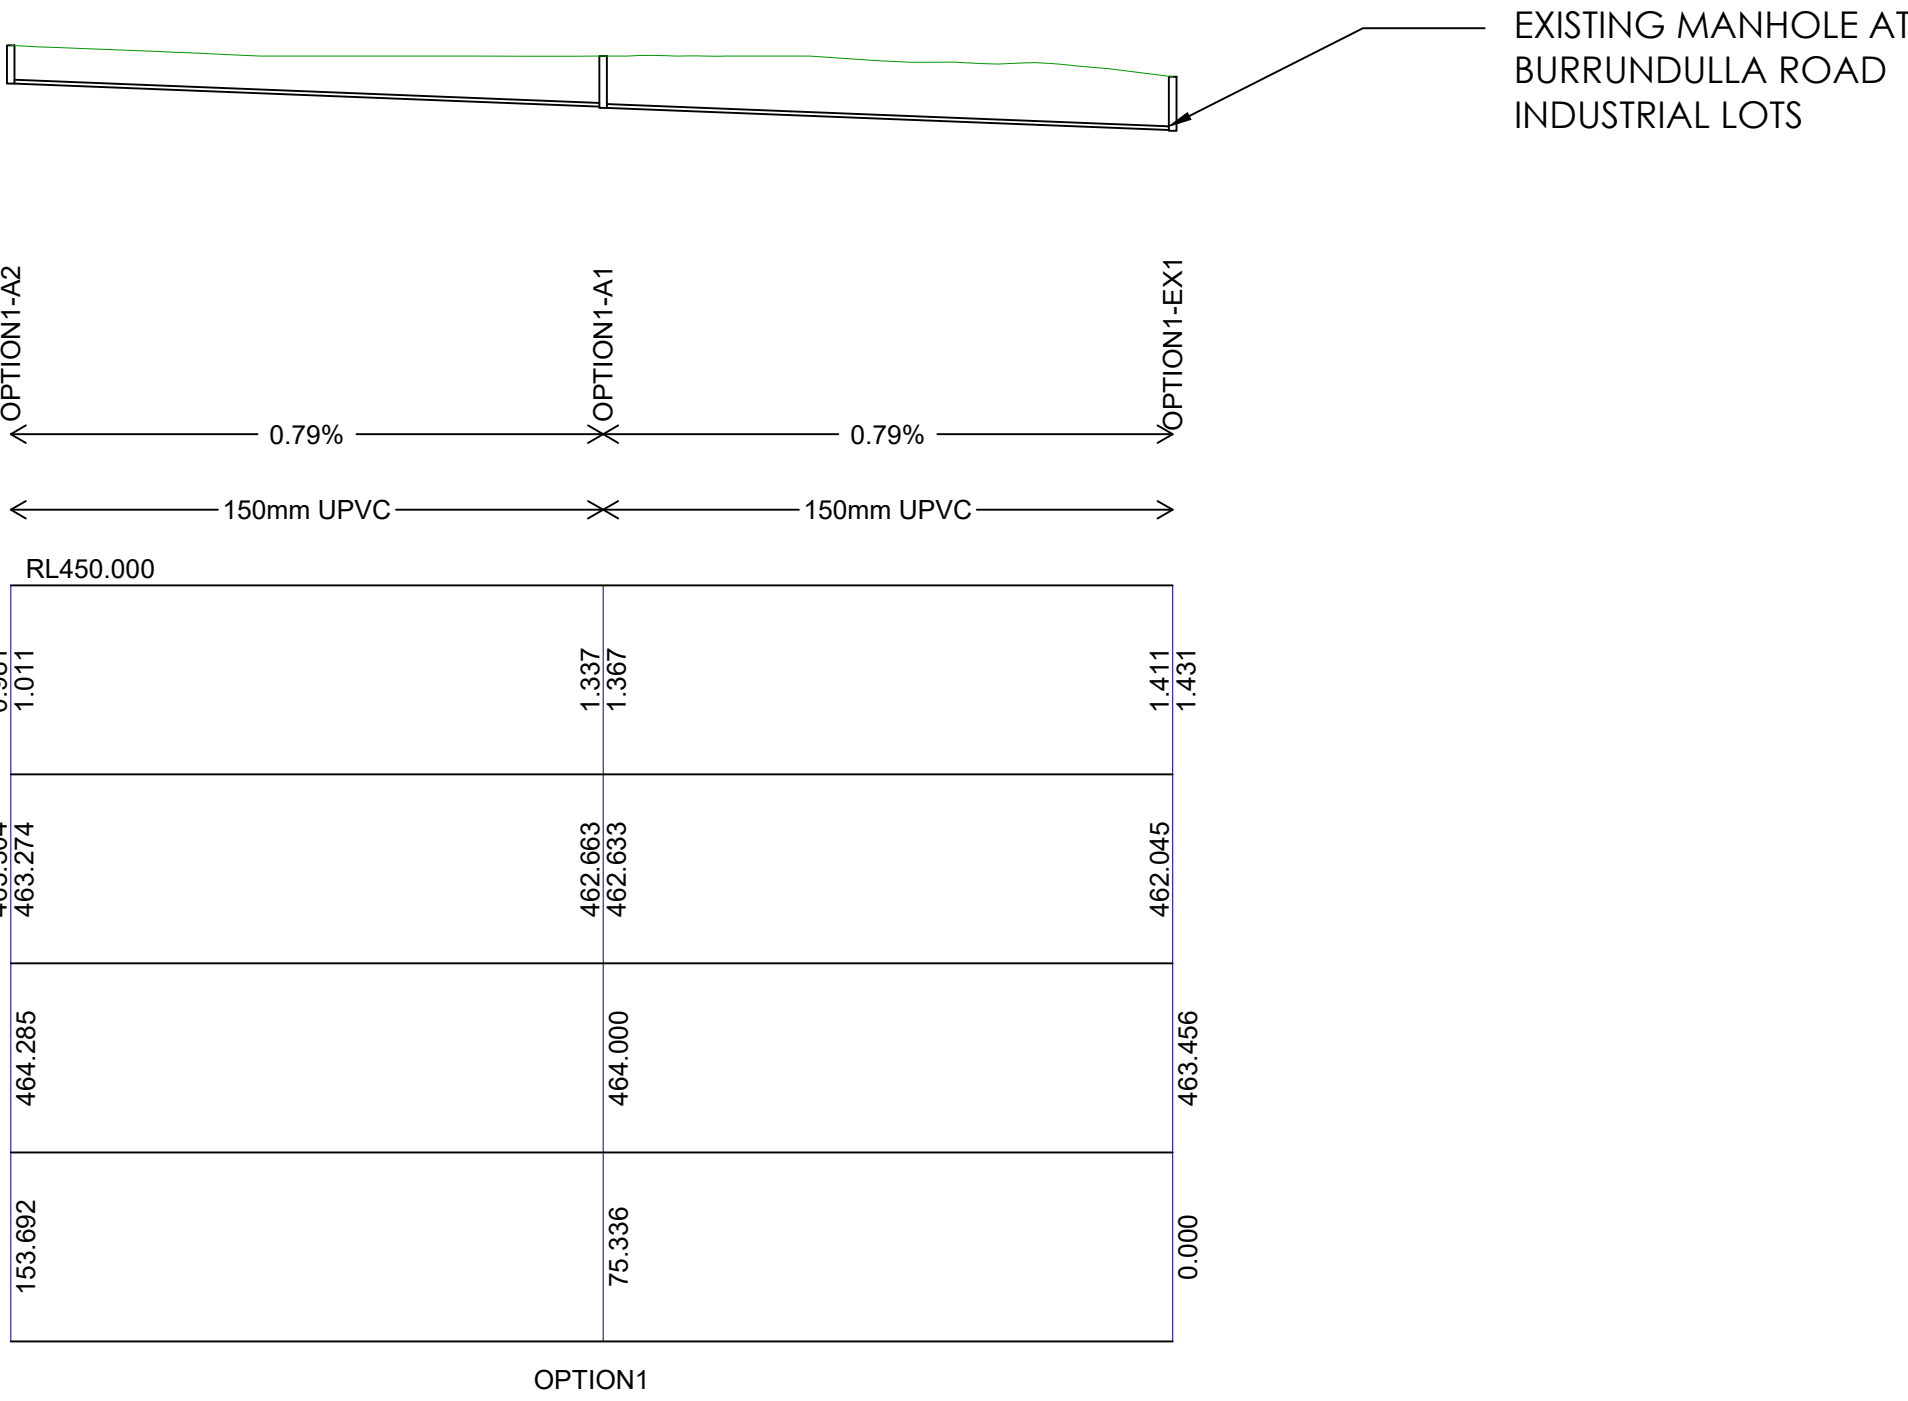 EXISTING MANHOLE AT
BURRUNDULLA ROAD
INDUSTRIAL LOTS
OPTION1-A2
OPTION1-A1
OPTION1-EX1
0.79%
0.79%
150mm UPVC
150mm UPVC
RL450.000
1.011
1.337
1.367
1.411
1.431
463.274
462.663
462.633
462.045
464.285
464.000
463.456
153.692
75.336
0.000
OPTION1